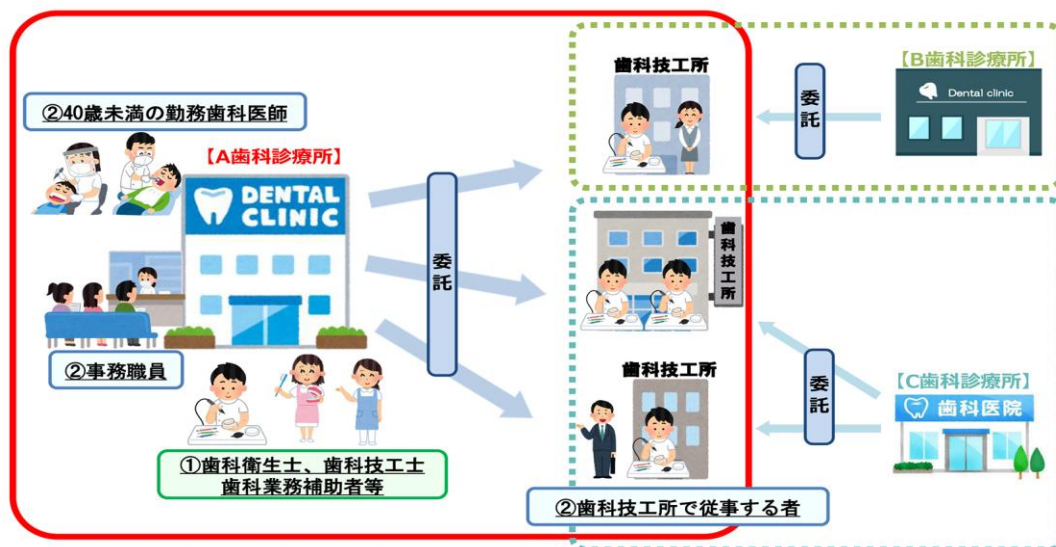 ②40歳未満の勤務歯科医師
【A歯科診療所】
DENTAL
CLINIC
②事務職員
①歯科衛生士、歯科技工士
歯科業務補助者等
委託
歯科技工所
歯科技工所
歯科技工所
②歯科技工所で従事する者
委託
【B歯科診療所】
Dental clinic
委託
【C歯科診療所】
歯科医院